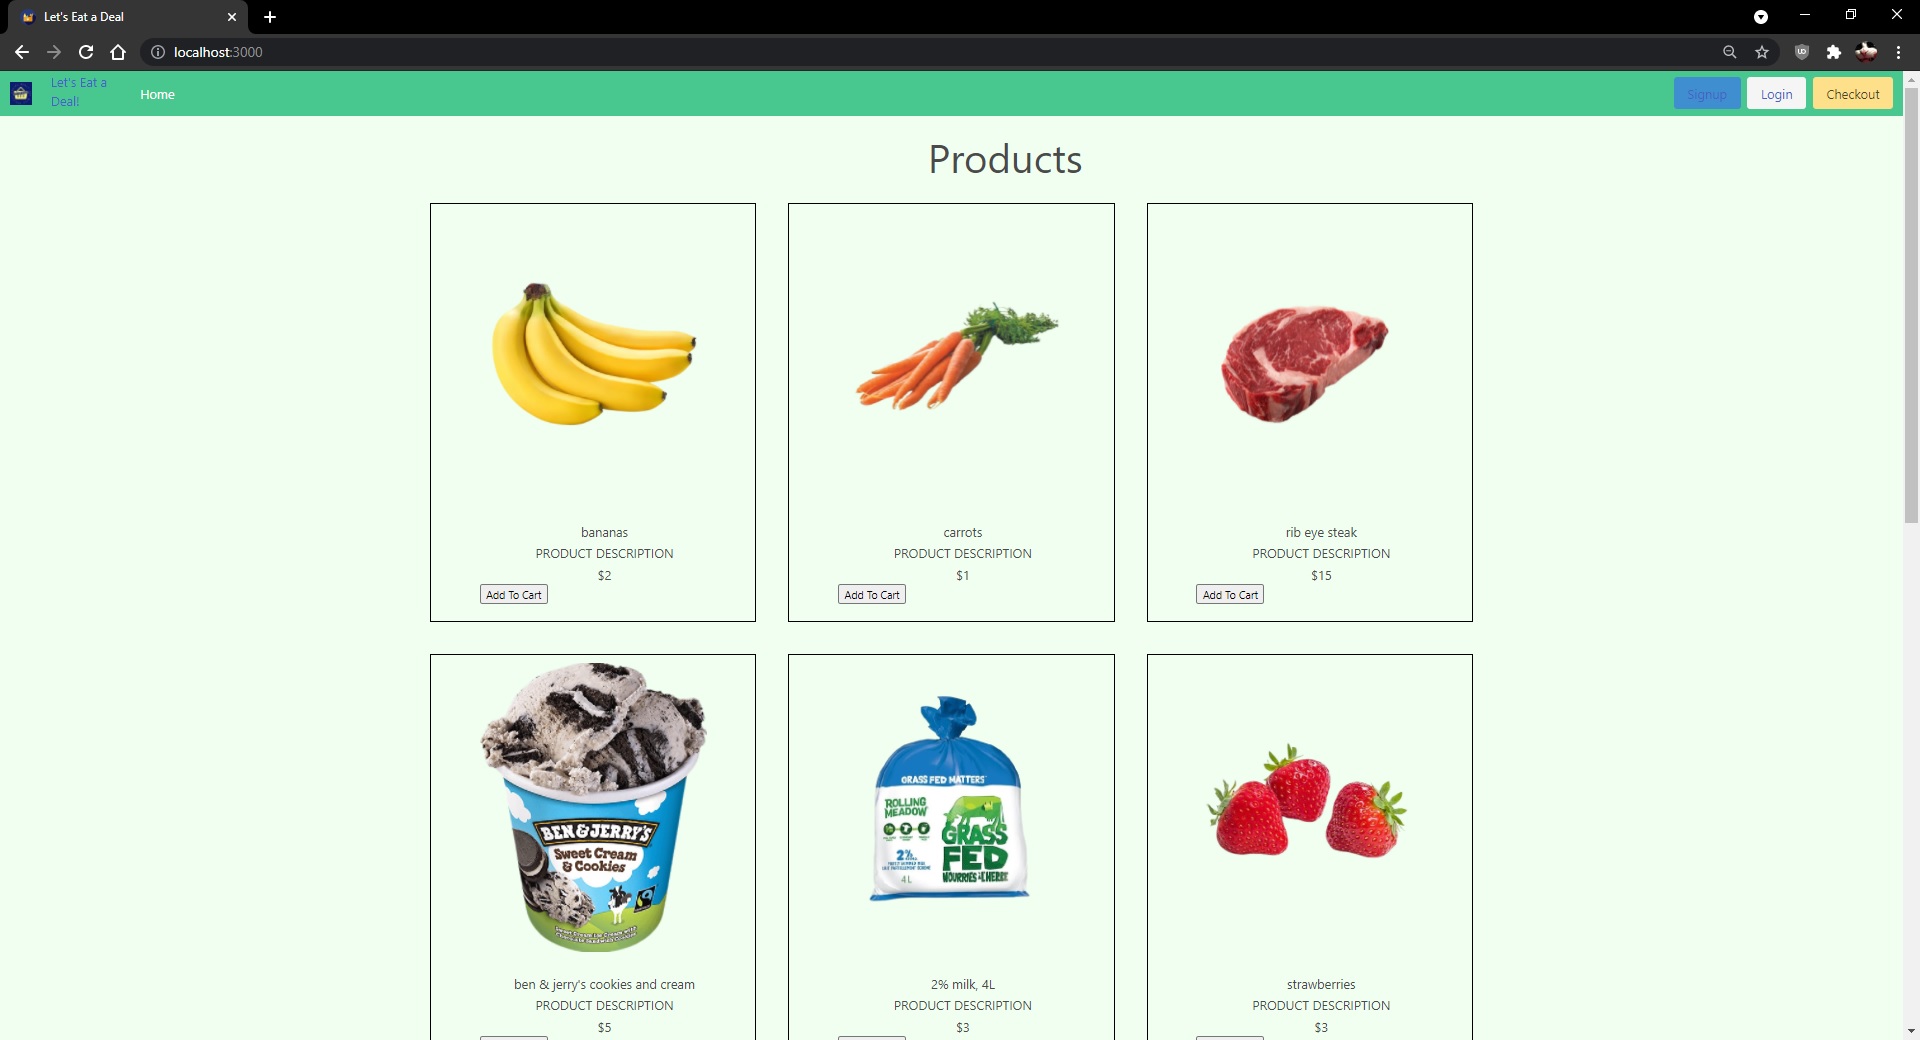 Let's Eat a Deal
localhost:3000
Let's Eat a
Deal!
Home
Signup
Login
Checkout
Products
bananas
PRODUCT DESCRIPTION
$2
Add To Cart
carrots
PRODUCT DESCRIPTION
$1
Add To Cart
rib eye steak
PRODUCT DESCRIPTION
$15
Add To Cart
BEN & JERRY'S
Sweet Cream
& Cookies
ben & jerry's cookies and cream
PRODUCT DESCRIPTION
$5
GRASS FED MATTERS
ROLLING
MEADOW
GRASS
FED
2%
4 L
2% milk, 4L
PRODUCT DESCRIPTION
$3
strawberries
PRODUCT DESCRIPTION
$3